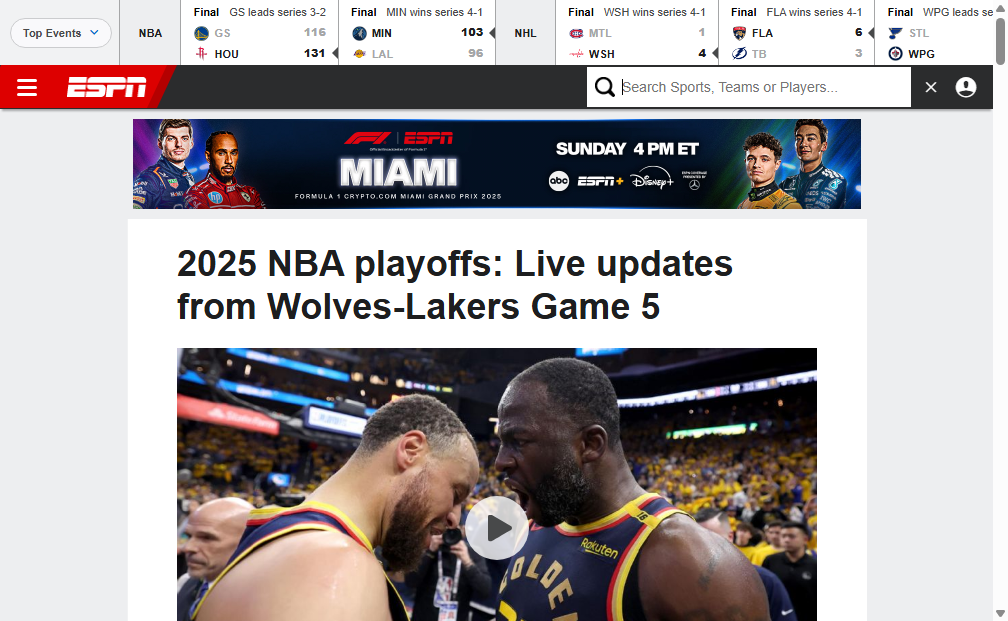 Top Events
NBA
Final GS leads series 3-2
GS 116
HOU 131
Final MIN wins series 4-1
MIN 103
LAL 96
NHL
Final WSH wins series 4-1
MTL 1
WSH 4
Final FLA wins series 4-1
FLA 6
TB 3
Final WPG leads se
STL
WPG
ESPN
Search Sports, Teams or Players...
F1 | ESPN
MIAMI
FORMULA 1 CRYPTO.COM MIAMI GRAND PRIX 2025
SUNDAY 4 PM ET
abc ESPN+ Disney+
2025 NBA playoffs: Live updates
from Wolves-Lakers Game 5
StateFarm
Rakuten
GOLDE